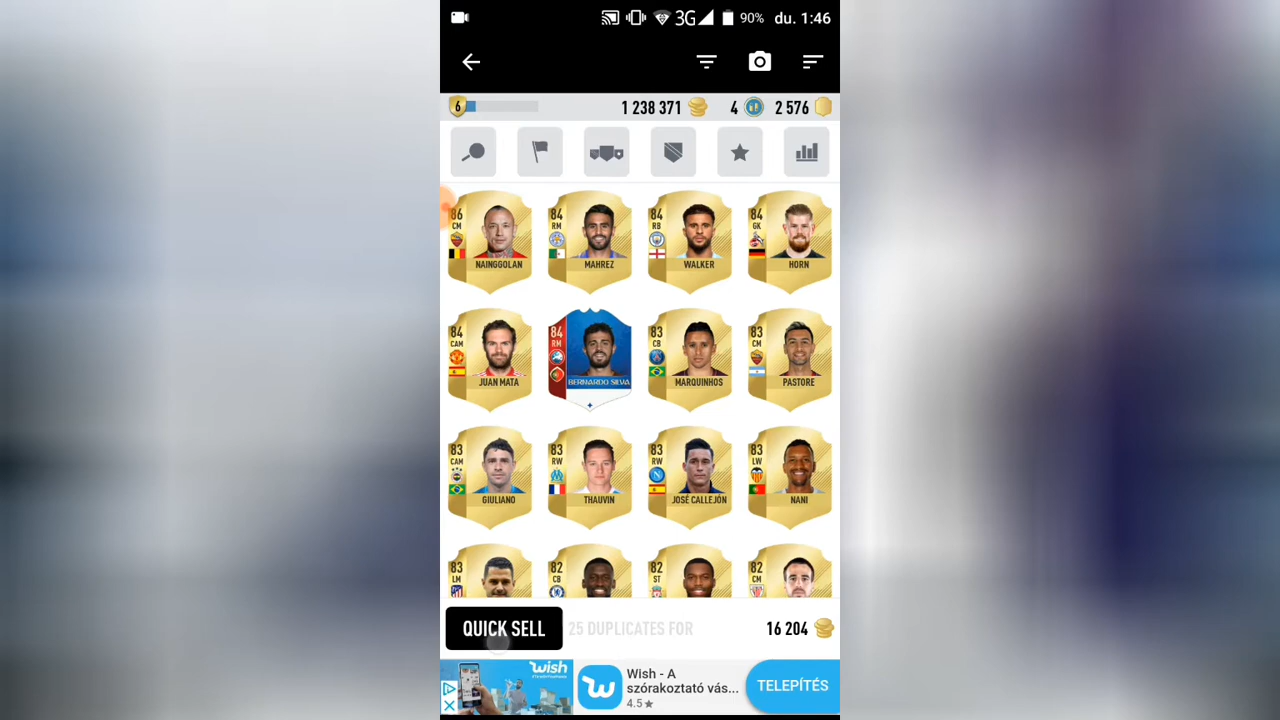 3G 90% du. 1:46
6 1 238 371 4 2 576
86 CM NAINGGOLAN
84 RM MAHREZ
84 RB WALKER
84 GK HORN
84 CAM JUAN MATA
84 RM BERNARDO SILVA
83 CB MARQUINHOS
83 CM PASTORE
83 CAM GIULIANO
83 RW THAUVIN
83 RW JOSÉ CALLEJÓN
83 LW NANI
83 LM
82 CB
82 ST
82 CM
QUICK SELL 25 DUPLICATES FOR 16 204
wish
Wish - A
szórakoztató vás...
4.5★
TELEPÍTÉS